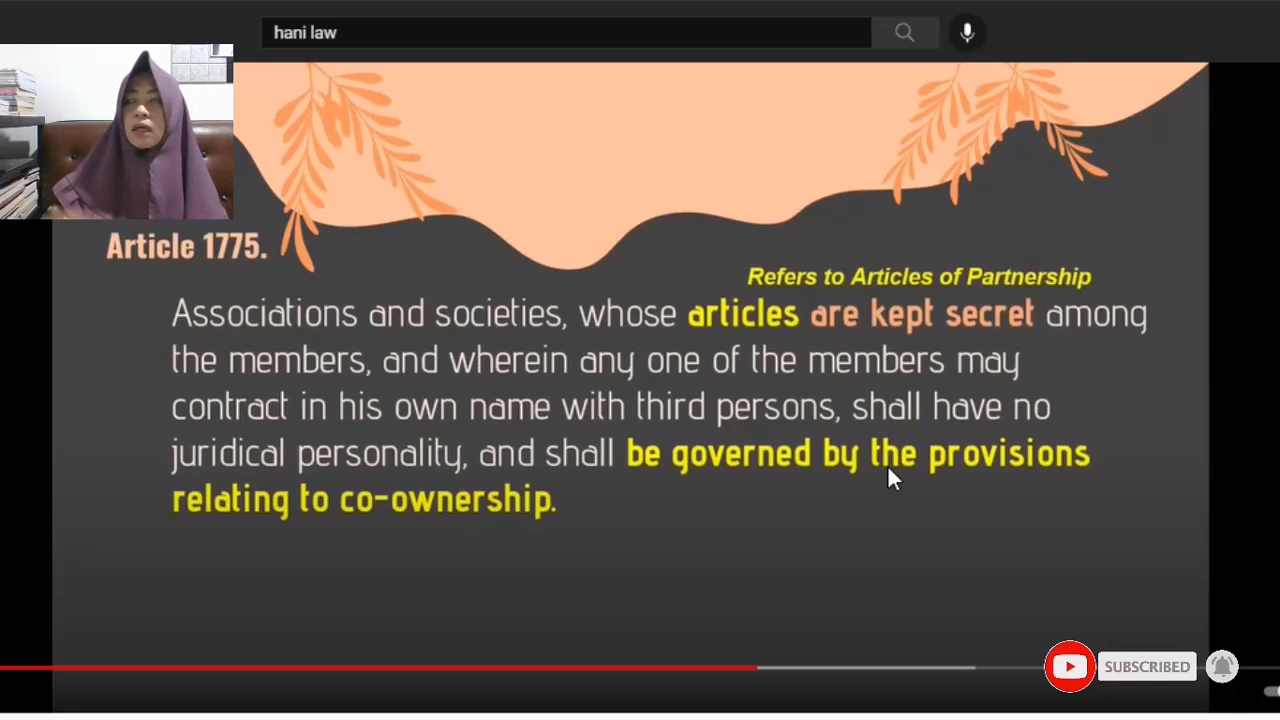 hani law
Article 1775.
Refers to Articles of Partnership
Associations and societies, whose articles are kept secret among
the members, and wherein any one of the members may
contract in his own name with third persons, shall have no
juridical personality, and shall be governed by the provisions
relating to co-ownership.
SUBSCRIBED